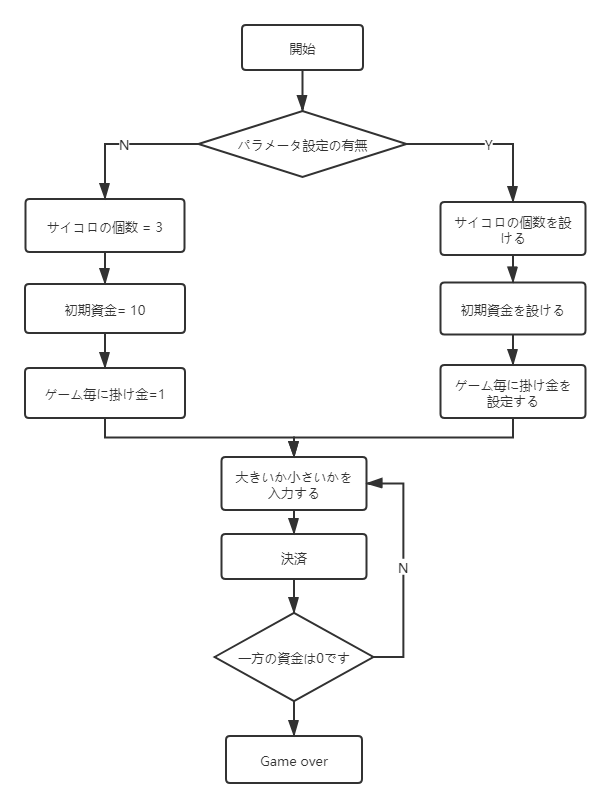 開始
パラメータ設定の有無
N
Y
サイコロの個数 = 3
サイコロの個数を設
ける
初期資金= 10
初期資金を設ける
ゲーム毎に掛け金=1
ゲーム毎に掛け金を
設定する
大きいか小さいかを
入力する
決済
N
一方の資金は0です
Game over